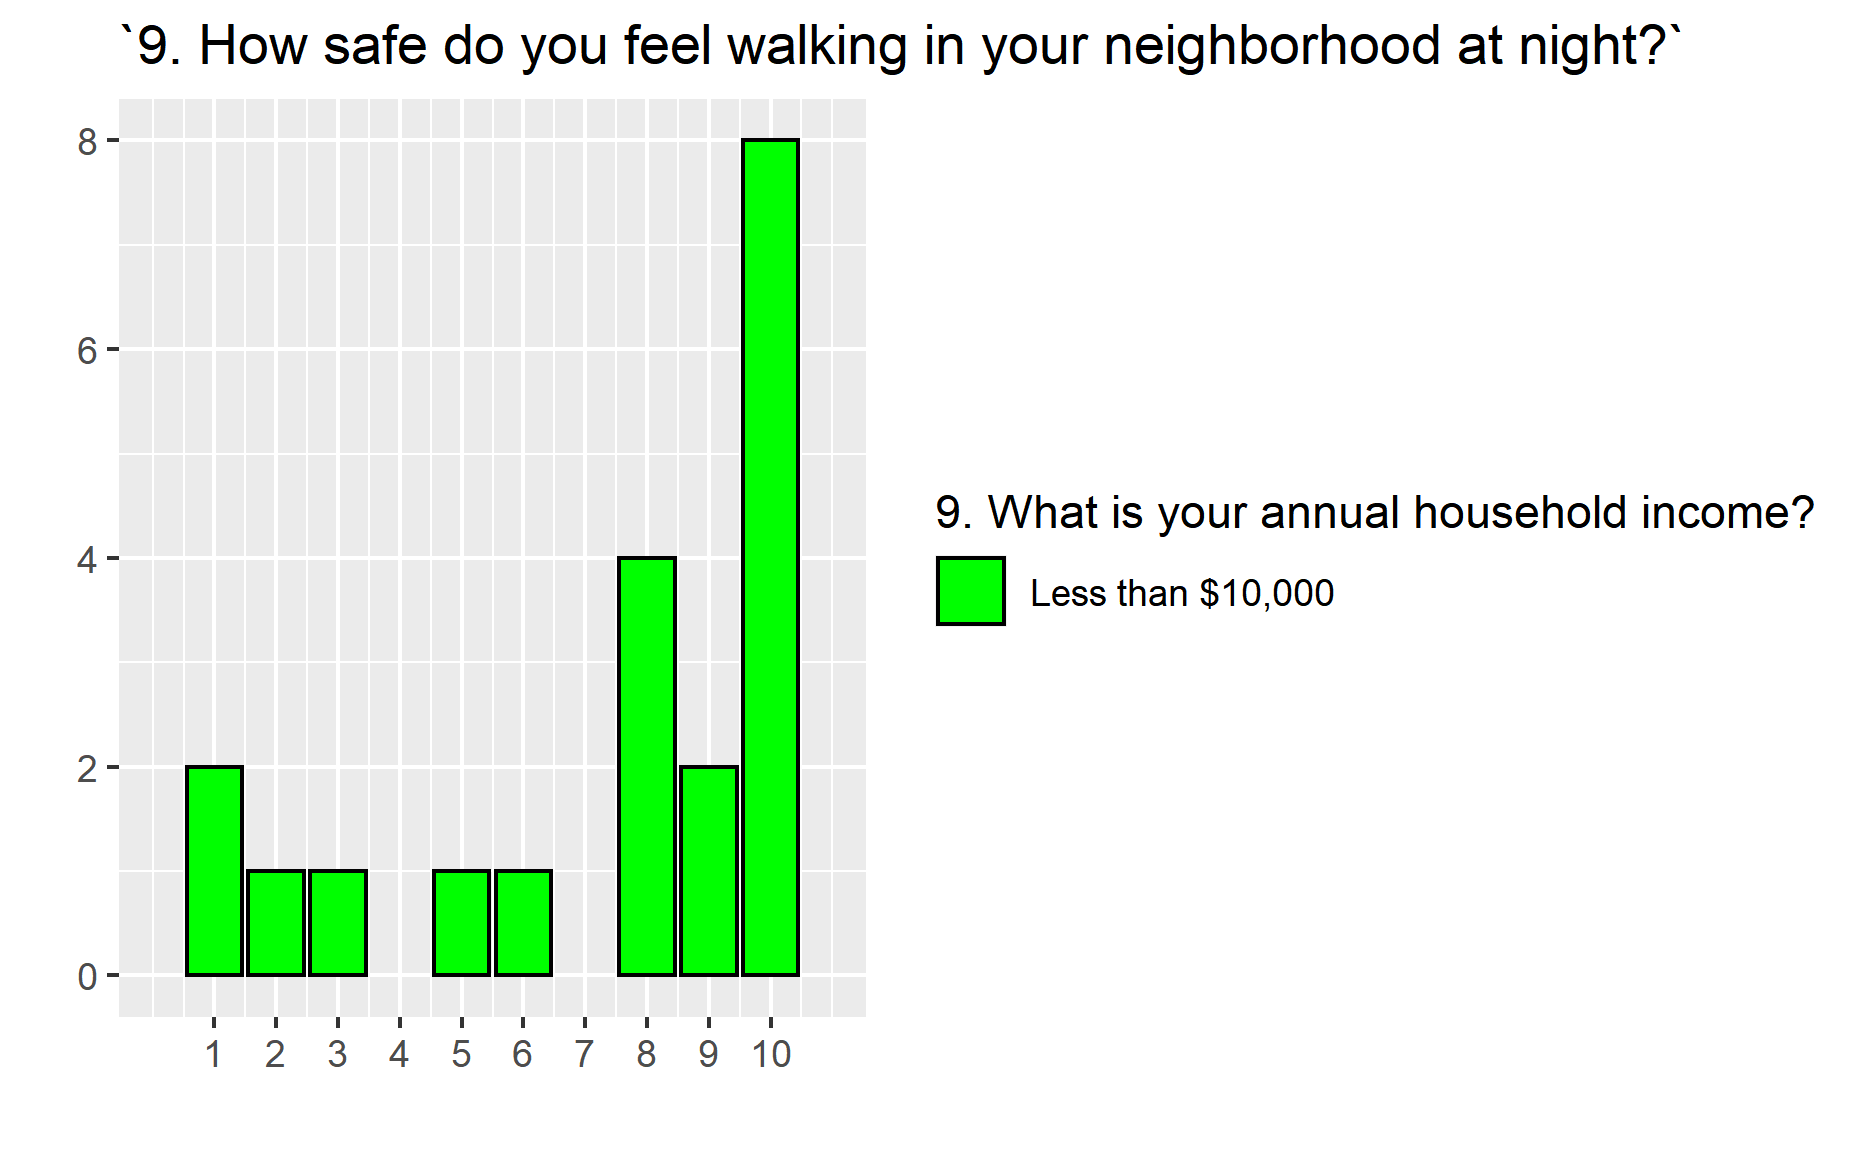 `9. How safe do you feel walking in your neighborhood at night?`
8
6
4
2
0
1 2 3 4 5 6 7 8 9 10
9. What is your annual household income?
Less than $10,000